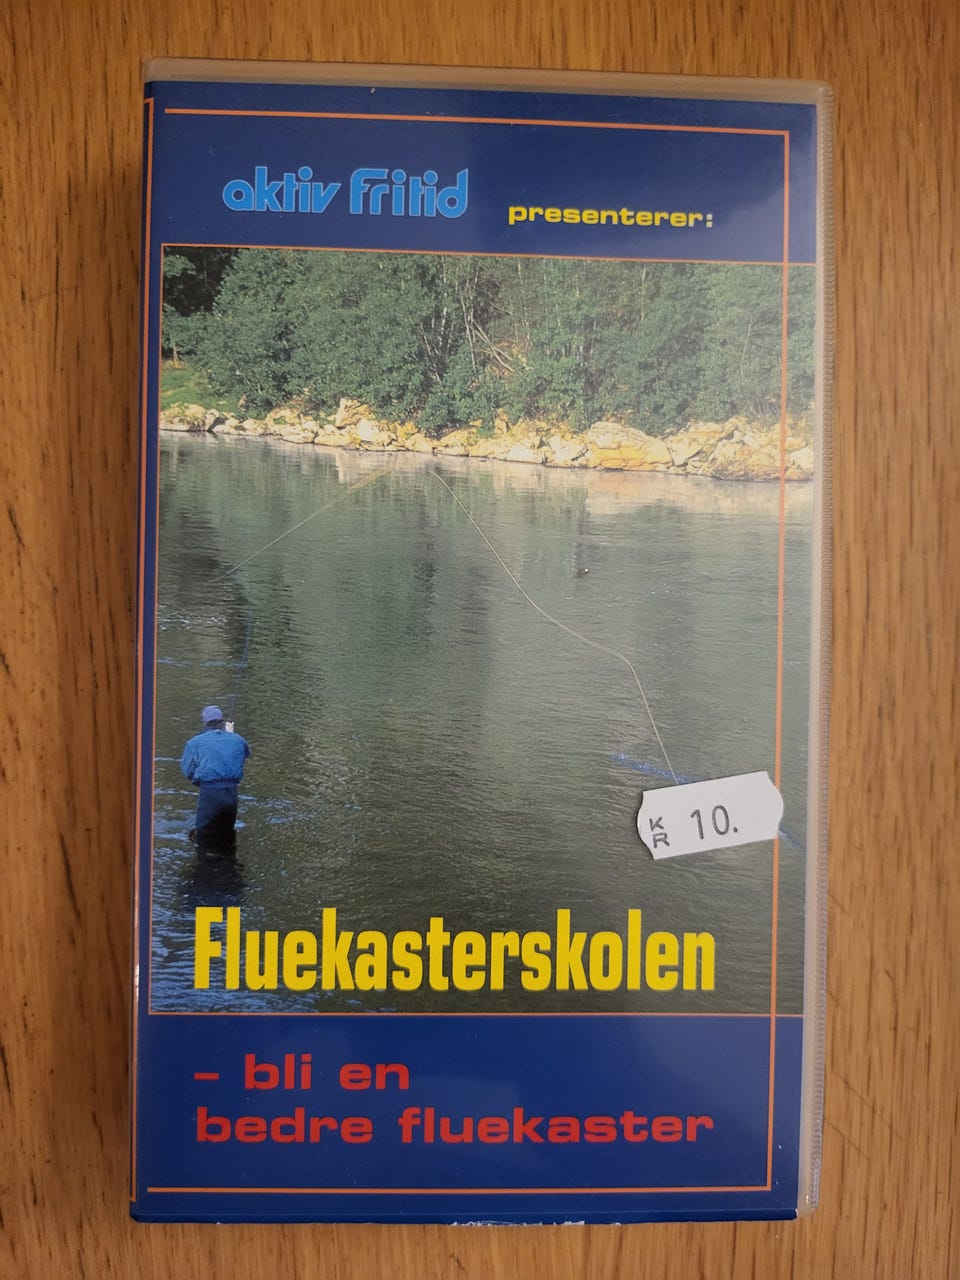 aktiv Fritid
presenterer:
KR 10.
Fluekasterskolen
– bli en
bedre fluekaster